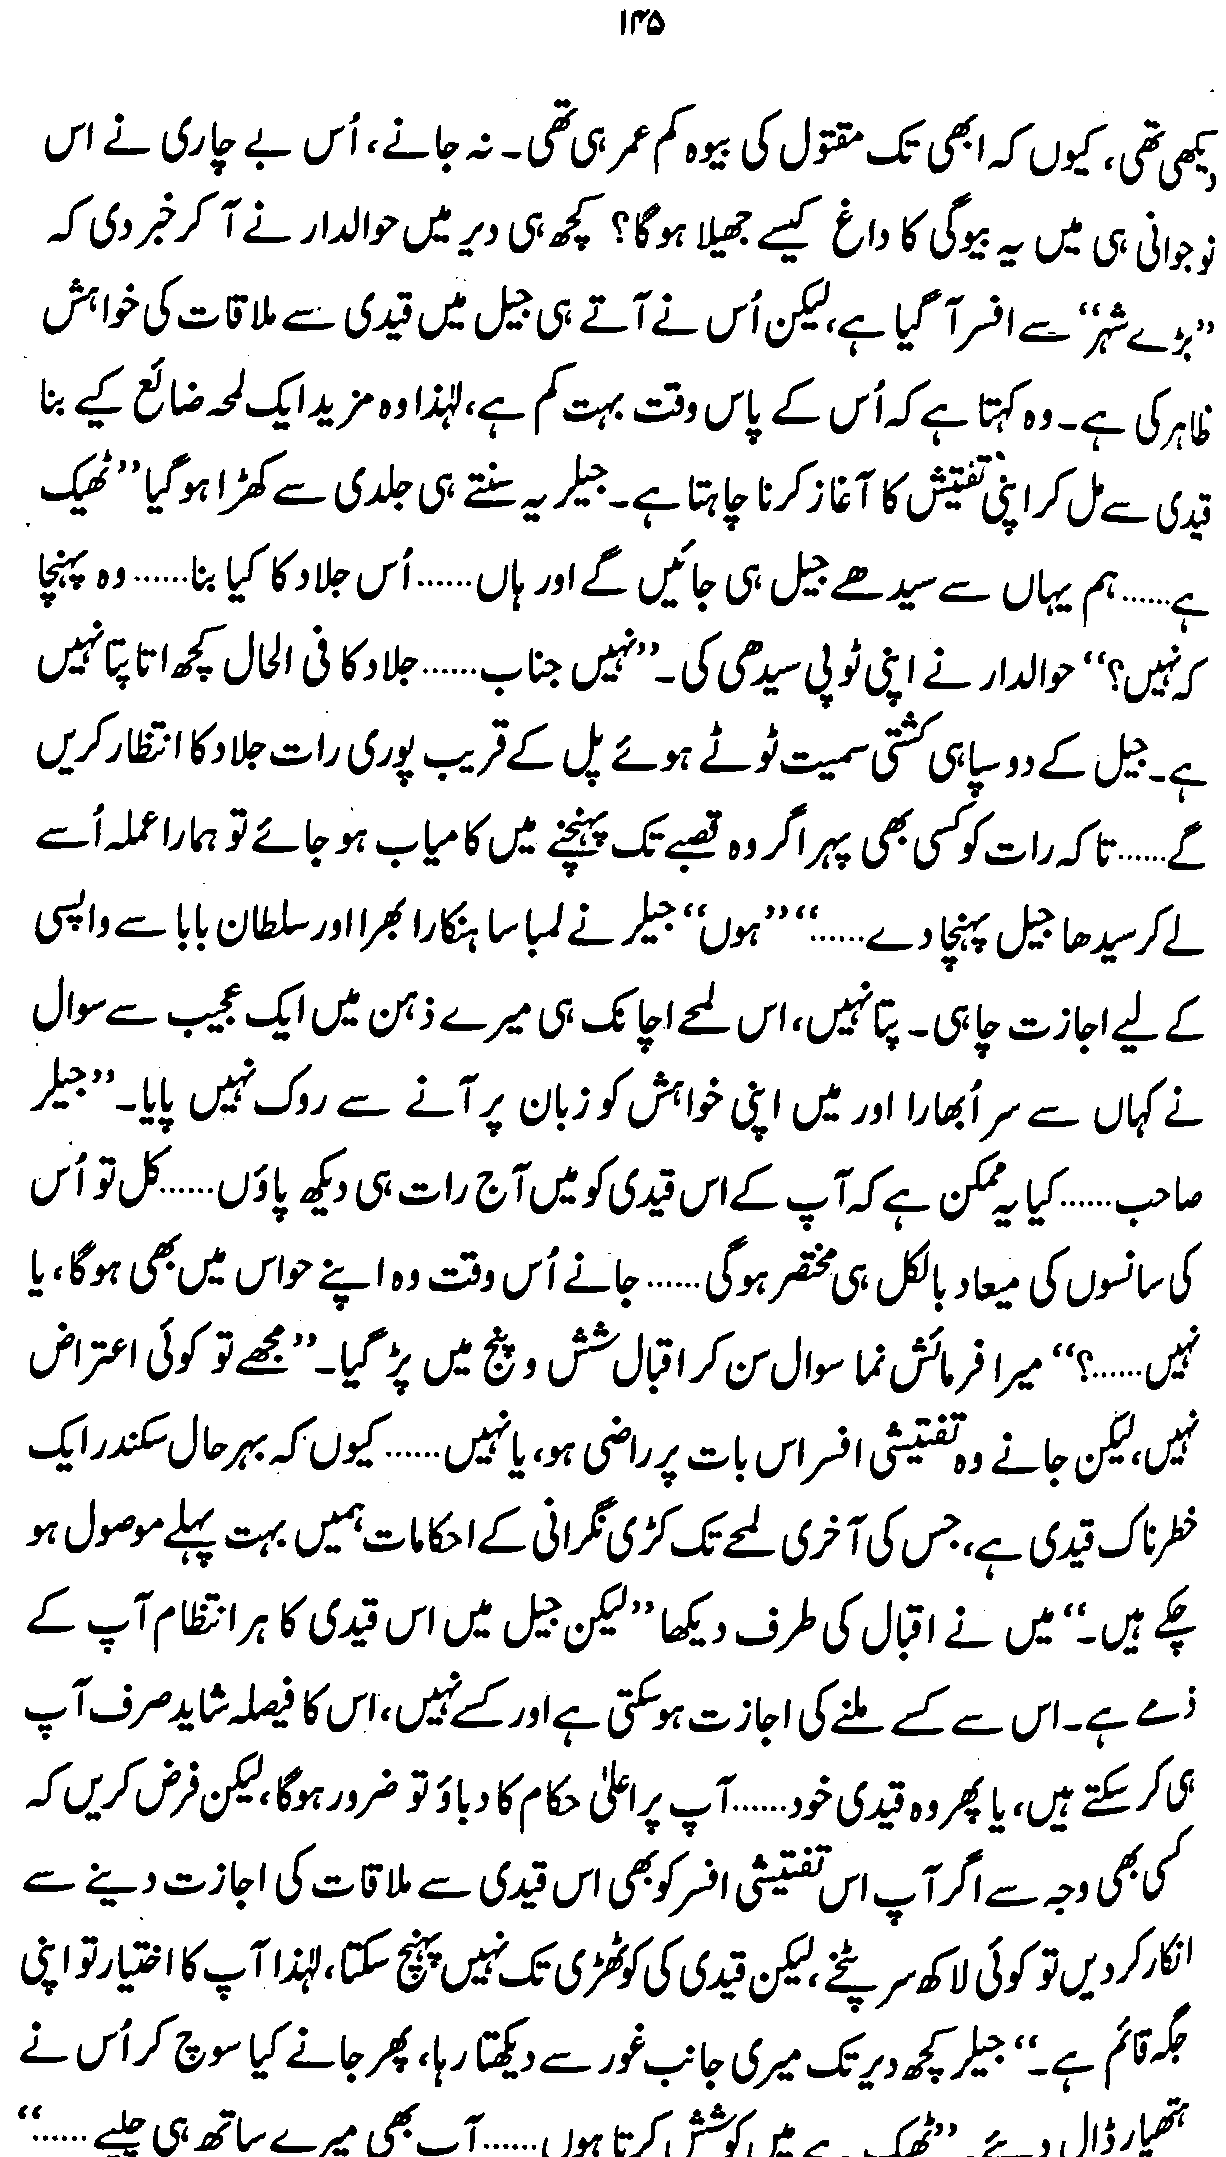 ۱۴۵
دیکھی تھی، کیوں کہ ابھی تک مقتول کی بیوہ کم عمر ہی تھی۔ نہ جانے، اُس بے چاری نے اس
نوجوانی ہی میں یہ بیوگی کا داغ کیسے جھیلا ہوگا؟ کچھ ہی دیر میں حوالدار نے آ کر خبر دی کہ
”بڑے شہر“ سے افسر آ گیا ہے، لیکن اُس نے آتے ہی جیل میں قیدی سے ملاقات کی خواہش
ظاہر کی ہے۔ وہ کہتا ہے کہ اُس کے پاس وقت بہت کم ہے، لہٰذا وہ مزید ایک لمحہ ضائع کیے بنا
قیدی سے مل کر اپنی تفتیش کا آغاز کرنا چاہتا ہے۔ جیلر یہ سنتے ہی جلدی سے کھڑا ہو گیا ”ٹھیک
ہے......ہم یہاں سے سیدھے جیل ہی جائیں گے اور ہاں......اُس جلاد کا کیا بنا......وہ پہنچا
کہ نہیں؟“ حوالدار نے اپنی ٹوپی سیدھی کی۔ ”نہیں جناب......جلاد کا فی الحال کچھ اتا پتا نہیں
ہے۔ جیل کے دو سپاہی کشتی سمیت ٹوٹے ہوئے پل کے قریب پوری رات جلاد کا انتظار کریں
گے......تاکہ رات کو کسی بھی پہر اگر وہ قصبے تک پہنچنے میں کامیاب ہو جائے تو ہمارا عملہ اُسے
لے کر سیدھا جیل پہنچا دے......“ ”ہوں“ جیلر نے لمبا سا ہنکارا بھرا اور سلطان بابا سے واپسی
کے لیے اجازت چاہی۔ پتا نہیں، اس لمحے اچانک ہی میرے ذہن میں ایک عجیب سے سوال
نے کہاں سے سر اُبھارا اور میں اپنی خواہش کو زبان پر آنے سے روک نہیں پایا۔ ”جیلر
صاحب......کیا یہ ممکن ہے کہ آپ کے اس قیدی کو میں آج رات ہی دیکھ پاؤں......کل تو اُس
کی سانسوں کی میعاد بالکل ہی مختصر ہوگی......جانے اُس وقت وہ اپنے حواس میں بھی ہوگا، یا
نہیں......؟“ میرا فرمائش نما سوال سن کر اقبال شش و پنج میں پڑ گیا۔ ”مجھے تو کوئی اعتراض
نہیں، لیکن جانے وہ تفتیشی افسر اس بات پر راضی ہو، یا نہیں......کیوں کہ بہرحال سکندر ایک
خطرناک قیدی ہے، جس کی آخری لمحے تک کڑی نگرانی کے احکامات ہمیں بہت پہلے موصول ہو
چکے ہیں۔“ میں نے اقبال کی طرف دیکھا ”لیکن جیل میں اس قیدی کا ہر انتظام آپ کے
ذمے ہے۔ اس سے کسے ملنے کی اجازت ہو سکتی ہے اور کسے نہیں، اس کا فیصلہ شاید صرف آپ
ہی کر سکتے ہیں، یا پھر وہ قیدی خود......آپ پر اعلیٰ حکام کا دباؤ تو ضرور ہوگا، لیکن فرض کریں کہ
کسی بھی وجہ سے اگر آپ اس تفتیشی افسر کو بھی اس قیدی سے ملاقات کی اجازت دینے سے
انکار کر دیں تو کوئی لاکھ سر پٹخے، لیکن قیدی کی کوٹھڑی تک نہیں پہنچ سکتا، لہٰذا آپ کا اختیار تو اپنی
جگہ قائم ہے۔“ جیلر کچھ دیر تک میری جانب غور سے دیکھتا رہا، پھر جانے کیا سوچ کر اُس نے
ہتھیار ڈال دیئے۔ ”ٹھیک ہے میں کوشش کرتا ہوں......آپ بھی میرے ساتھ ہی چلیے......“